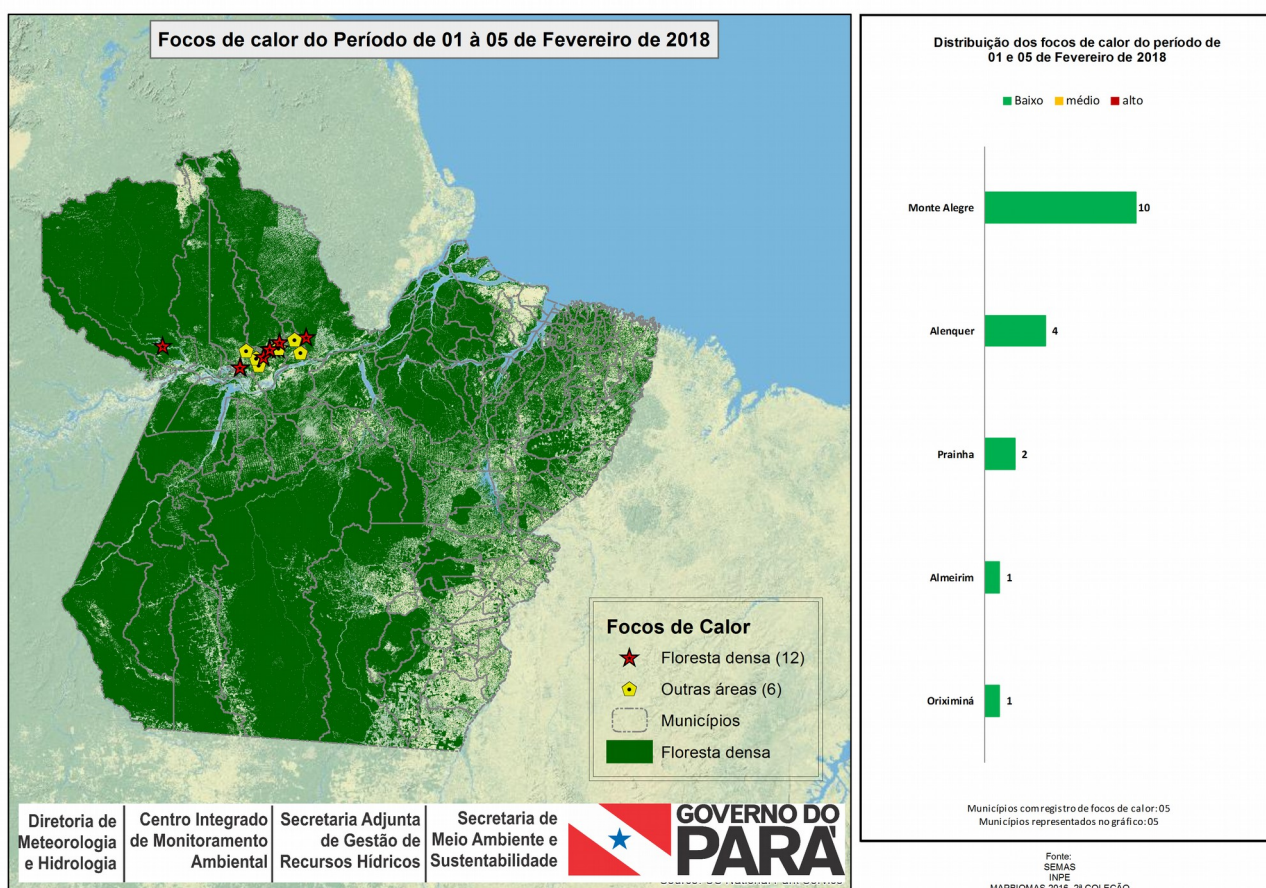 Focos de calor do Período de 01 à 05 de Fevereiro de 2018
Focos de Calor
Floresta densa (12)
Outras áreas (6)
Municípios
Floresta densa
Diretoria de
Meteorologia
e Hidrologia
Centro Integrado
de Monitoramento
Ambiental
Secretaria Adjunta
de Gestão de
Recursos Hídricos
Secretaria de
Meio Ambiente e
Sustentabilidade
GOVERNO DO
PARÁ
Distribuição dos focos de calor do período de
01 e 05 de Fevereiro de 2018
Baixo médio alto
Monte Alegre 10
Alenquer 4
Prainha 2
Almeirim 1
Oriximiná 1
Municípios com registro de focos de calor: 05
Municípios representados no gráfico: 05
Fonte:
SEMAS
INPE
MAPBIOMAS 2016, 2ª COLEÇÃO